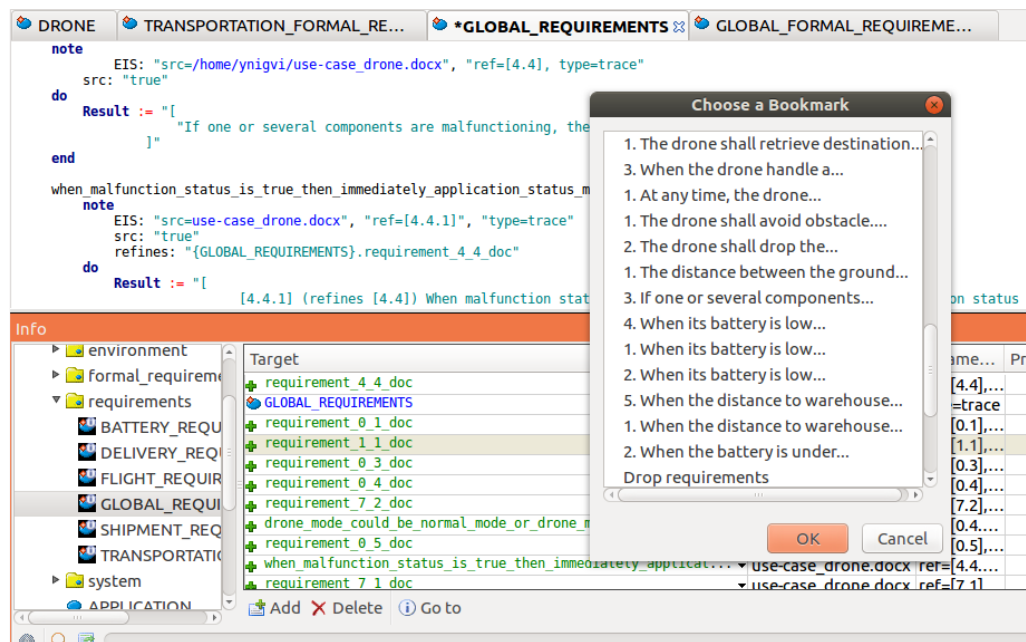 DRONE
TRANSPORTATION_FORMAL_RE...
*GLOBAL_REQUIREMENTS
GLOBAL_FORMAL_REQUIREME...
note
EIS: "src=/home/ynigvi/use-case_drone.docx", "ref=[4.4], type=trace"
src: "true"
do
Result := "[
"If one or several components are malfunctioning, the
]"
end
when_malfunction_status_is_true_then_immediately_application_status_m
note
EIS: "src=use-case_drone.docx", "ref=[4.4.1]", "type=trace"
src: "true"
refines: "{GLOBAL_REQUIREMENTS}.requirement_4_4_doc"
do
Result := "[
[4.4.1] (refines [4.4]) When malfunction stat
on status
Choose a Bookmark
1. The drone shall retrieve destination...
3. When the drone handle a...
1. At any time, the drone...
1. The drone shall avoid obstacle....
2. The drone shall drop the...
1. The distance between the ground...
3. If one or several components...
4. When its battery is low...
1. When its battery is low...
2. When its battery is low...
5. When the distance to warehouse...
1. When the distance to warehouse...
2. When the battery is under...
Drop requirements
OK
Cancel
Info
environment
formal_requireme
requirements
BATTERY_REQU
DELIVERY_REQ
FLIGHT_REQUIR
GLOBAL_REQUI
SHIPMENT_REQ
TRANSPORTATI
system
APPLICATION
Target
ame...
Pr
requirement_4_4_doc
[4.4],...
GLOBAL_REQUIREMENTS
=trace
requirement_0_1_doc
[0.1],...
requirement_1_1_doc
[1.1],...
requirement_0_3_doc
[0.3],...
requirement_0_4_doc
[0.4],...
requirement_7_2_doc
[7.2],...
drone_mode_could_be_normal_mode_or_drone_m
[0.4....
requirement_0_5_doc
[0.5],...
when_malfunction_status_is_true_then_immediately_applicat...
use-case_drone.docx
ref=[4.4....
requirement_7_1_doc
use-case_drone.docx
ref=[7.1]
Add
Delete
Go to